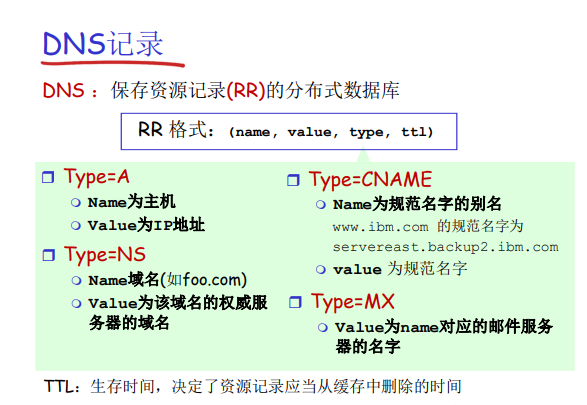 DNS记录
DNS ：保存资源记录(RR)的分布式数据库
RR 格式：(name, value, type, ttl)
Type=A
Name为主机
Value为IP地址
Type=NS
Name域名(如foo.com)
Value为该域名的权威服
务器的域名
Type=CNAME
Name为规范名字的别名
www.ibm.com 的规范名字为
servereast.backup2.ibm.com
value 为规范名字
Type=MX
Value为name对应的邮件服务
器的名字
TTL：生存时间，决定了资源记录应当从缓存中删除的时间